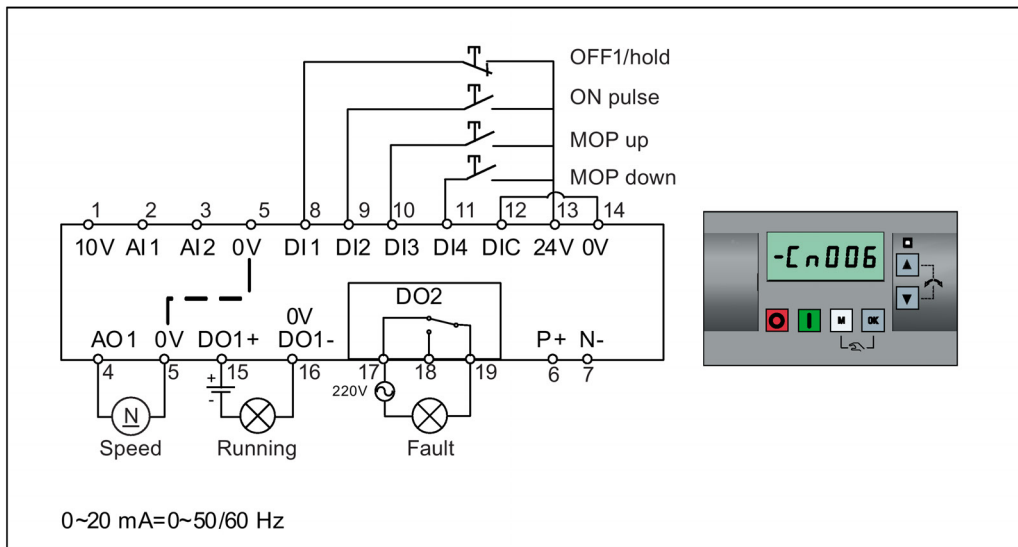 OFF1/hold
ON pulse
MOP up
MOP down
1 2 3 5 8 9 10 11 12 13 14
10V AI1 AI2 0V DI1 DI2 DI3 DI4 DIC 24V 0V
-Cn006
M OK
DO2
0V
AO1 0V DO1+ DO1- P+ N-
4 5 15 16 17 18 19 6 7
+
-
220V
N
Speed Running Fault
0~20 mA=0~50/60 Hz